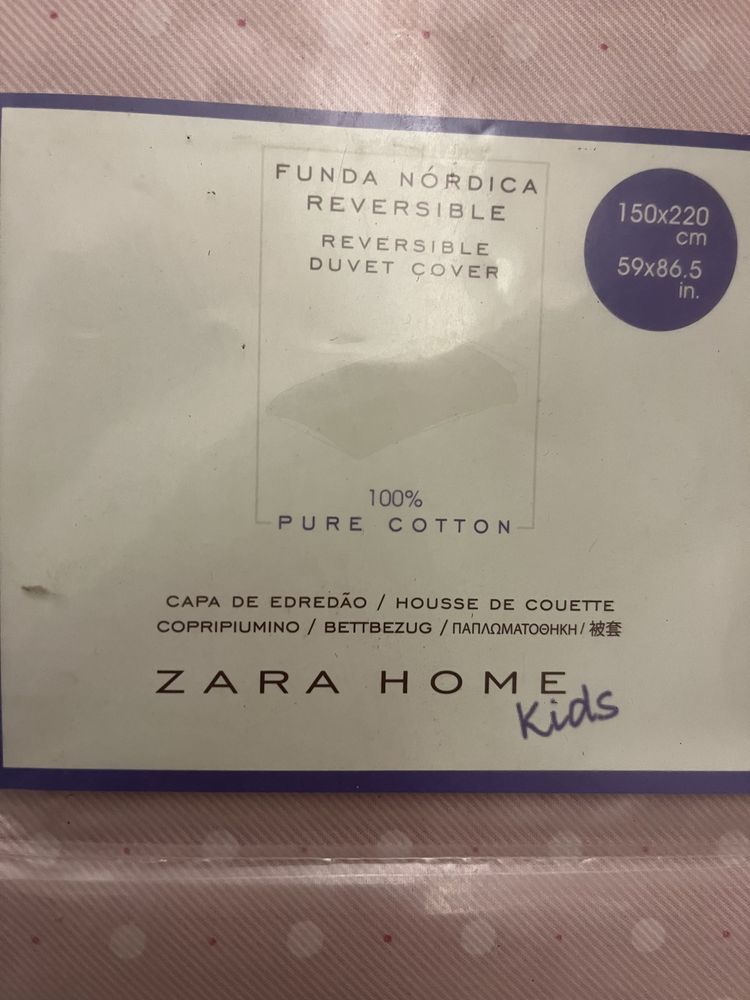 FUNDA NÓRDICA
REVERSIBLE
REVERSIBLE
DUVET COVER
150x220
cm
59x86.5
in.
100%
PURE COTTON
CAPA DE EDREDÃO / HOUSSE DE COUETTE
COPRIPIUMINO / BETTBEZUG / ΠΑΠΛΩΜΑΤΟΘΗΚΗ / 被套
ZARA HOME
Kids